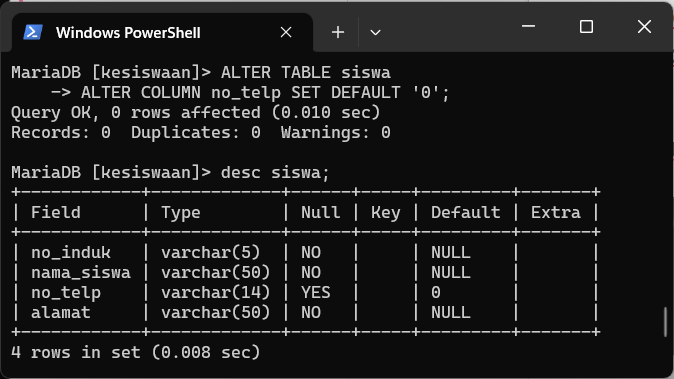 Windows PowerShell
MariaDB [kesiswaan]> ALTER TABLE siswa
    -> ALTER COLUMN no_telp SET DEFAULT '0';
Query OK, 0 rows affected (0.010 sec)
Records: 0  Duplicates: 0  Warnings: 0

MariaDB [kesiswaan]> desc siswa;
+------------+-------------+------+-----+---------+-------+
| Field      | Type        | Null | Key | Default | Extra |
+------------+-------------+------+-----+---------+-------+
| no_induk   | varchar(5)  | NO   |     | NULL    |       |
| nama_siswa | varchar(50) | NO   |     | NULL    |       |
| no_telp    | varchar(14) | YES  |     | 0       |       |
| alamat     | varchar(50) | NO   |     | NULL    |       |
+------------+-------------+------+-----+---------+-------+
4 rows in set (0.008 sec)